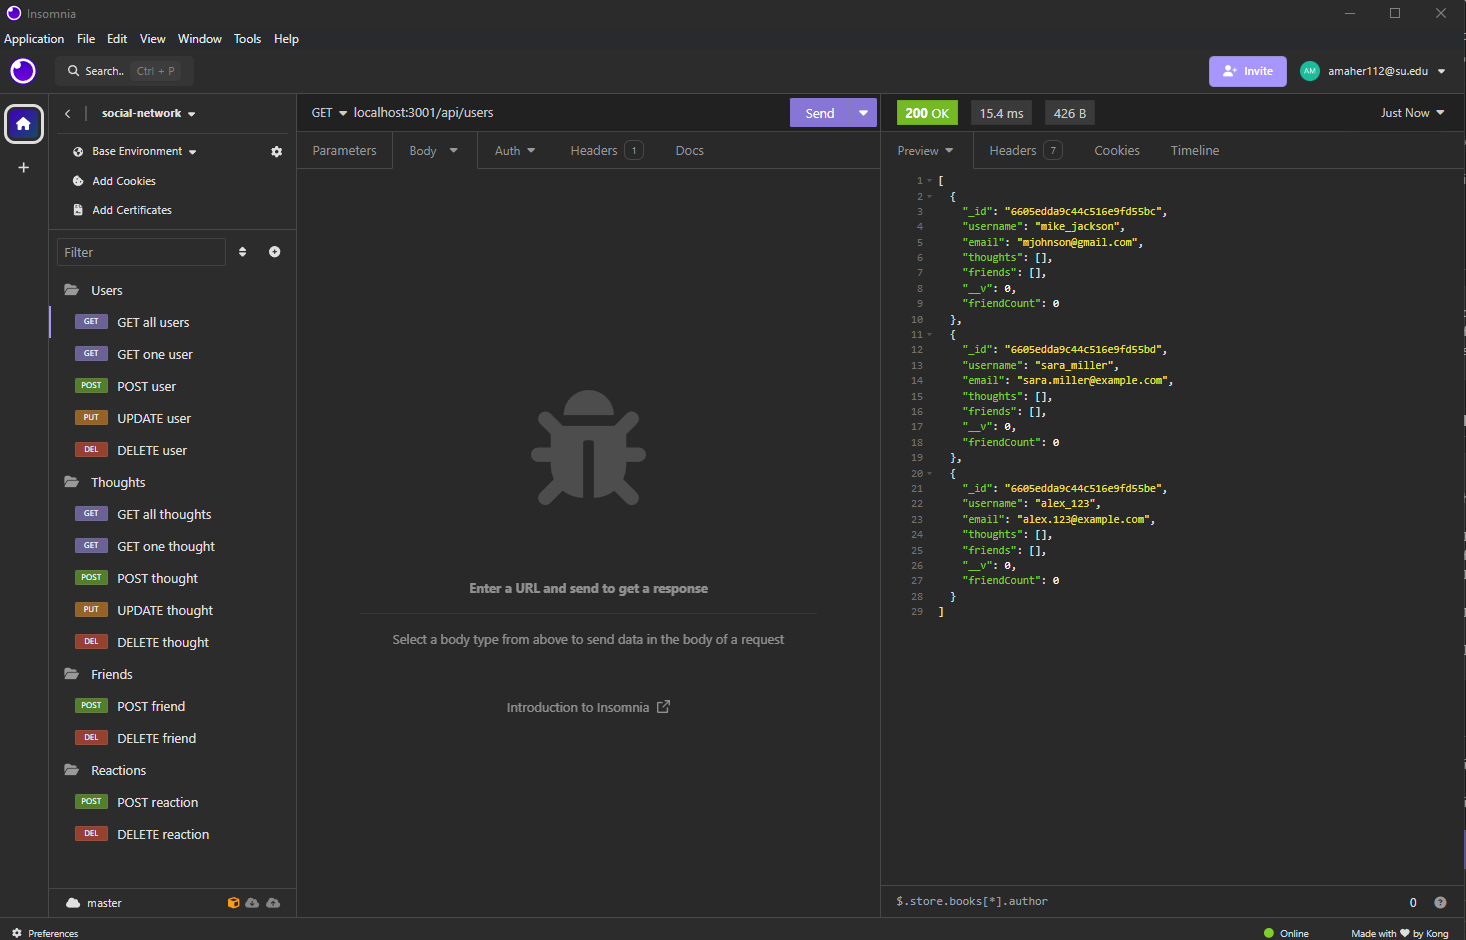 Insomnia
Application File Edit View Window Tools Help
Search.. Ctrl + P
Invite
AM amaher112@su.edu
social-network
Base Environment
Add Cookies
Add Certificates
Filter
Users
GET GET all users
GET GET one user
POST POST user
PUT UPDATE user
DEL DELETE user
Thoughts
GET GET all thoughts
GET GET one thought
POST POST thought
PUT UPDATE thought
DEL DELETE thought
Friends
POST POST friend
DEL DELETE friend
Reactions
POST POST reaction
DEL DELETE reaction
master
GET localhost:3001/api/users Send
Parameters Body Auth Headers 1 Docs
Enter a URL and send to get a response
Select a body type from above to send data in the body of a request
Introduction to Insomnia
200 OK 15.4 ms 426 B Just Now
Preview Headers 7 Cookies Timeline
1 [
2 {
3 "_id": "6605edda9c44c516e9fd55bc",
4 "username": "mike_jackson",
5 "email": "mjohnson@gmail.com",
6 "thoughts": [],
7 "friends": [],
8 "__v": 0,
9 "friendCount": 0
10 },
11 {
12 "_id": "6605edda9c44c516e9fd55bd",
13 "username": "sara_miller",
14 "email": "sara.miller@example.com",
15 "thoughts": [],
16 "friends": [],
17 "__v": 0,
18 "friendCount": 0
19 },
20 {
21 "_id": "6605edda9c44c516e9fd55be",
22 "username": "alex_123",
23 "email": "alex.123@example.com",
24 "thoughts": [],
25 "friends": [],
26 "__v": 0,
27 "friendCount": 0
28 }
29 ]
$.store.books[*].author 0 ?
Preferences
Online Made with ♥ by Kong